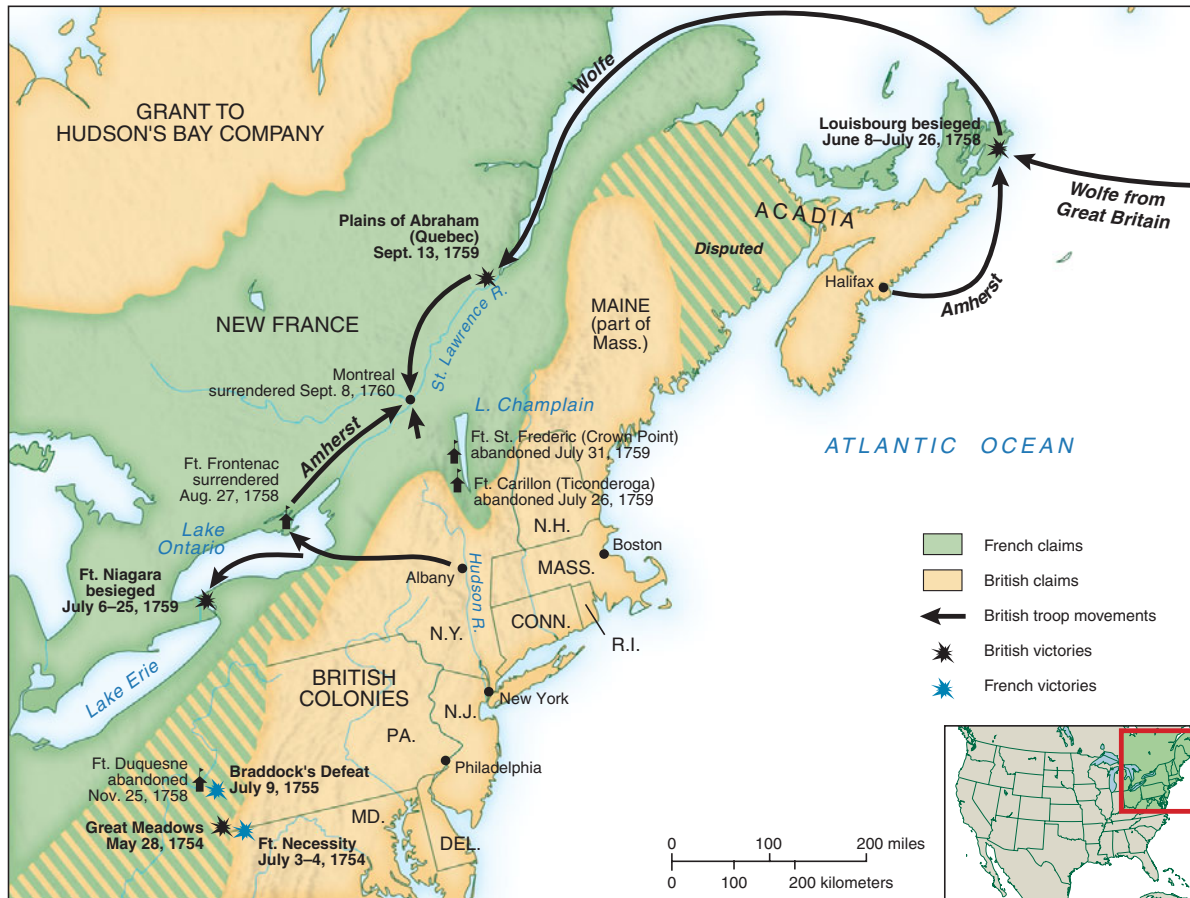 GRANT TO
HUDSON'S BAY COMPANY
Wolfe
Louisbourg besieged
June 8–July 26, 1758
Wolfe from
Great Britain
ACADIA
Plains of Abraham
(Quebec)
Sept. 13, 1759
Disputed
Halifax
Amherst
NEW FRANCE
St. Lawrence R.
MAINE
(part of
Mass.)
Montreal
surrendered Sept. 8, 1760
L. Champlain
Amherst
Ft. St. Frederic (Crown Point)
abandoned July 31, 1759
Ft. Carillon (Ticonderoga)
abandoned July 26, 1759
ATLANTIC OCEAN
Ft. Frontenac
surrendered
Aug. 27, 1758
Lake
Ontario
N.H.
Boston
Ft. Niagara
besieged
July 6–25, 1759
Albany
Hudson R.
MASS.
CONN.
R.I.
N.Y.
Lake Erie
BRITISH
COLONIES
New York
N.J.
PA.
Philadelphia
Ft. Duquesne
abandoned
Nov. 25, 1758
Braddock's Defeat
July 9, 1755
Great Meadows
May 28, 1754
Ft. Necessity
July 3–4, 1754
MD.
DEL.
French claims
British claims
British troop movements
British victories
French victories
0 100 200 miles
0 100 200 kilometers